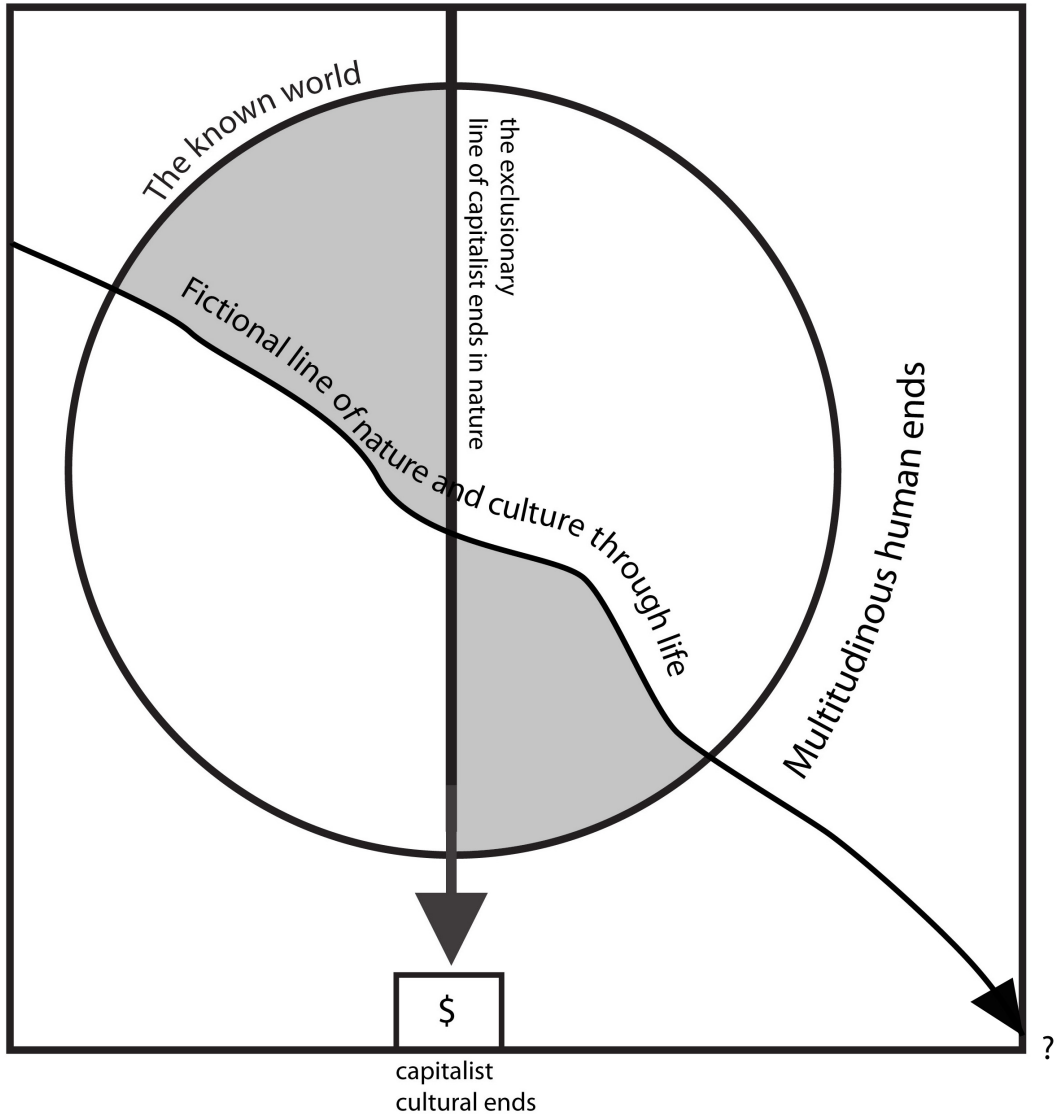 The known world
the exclusionary
line of capitalist ends in nature
Fictional line of nature and culture through life
Multitudinous human ends
$
capitalist
cultural ends
?